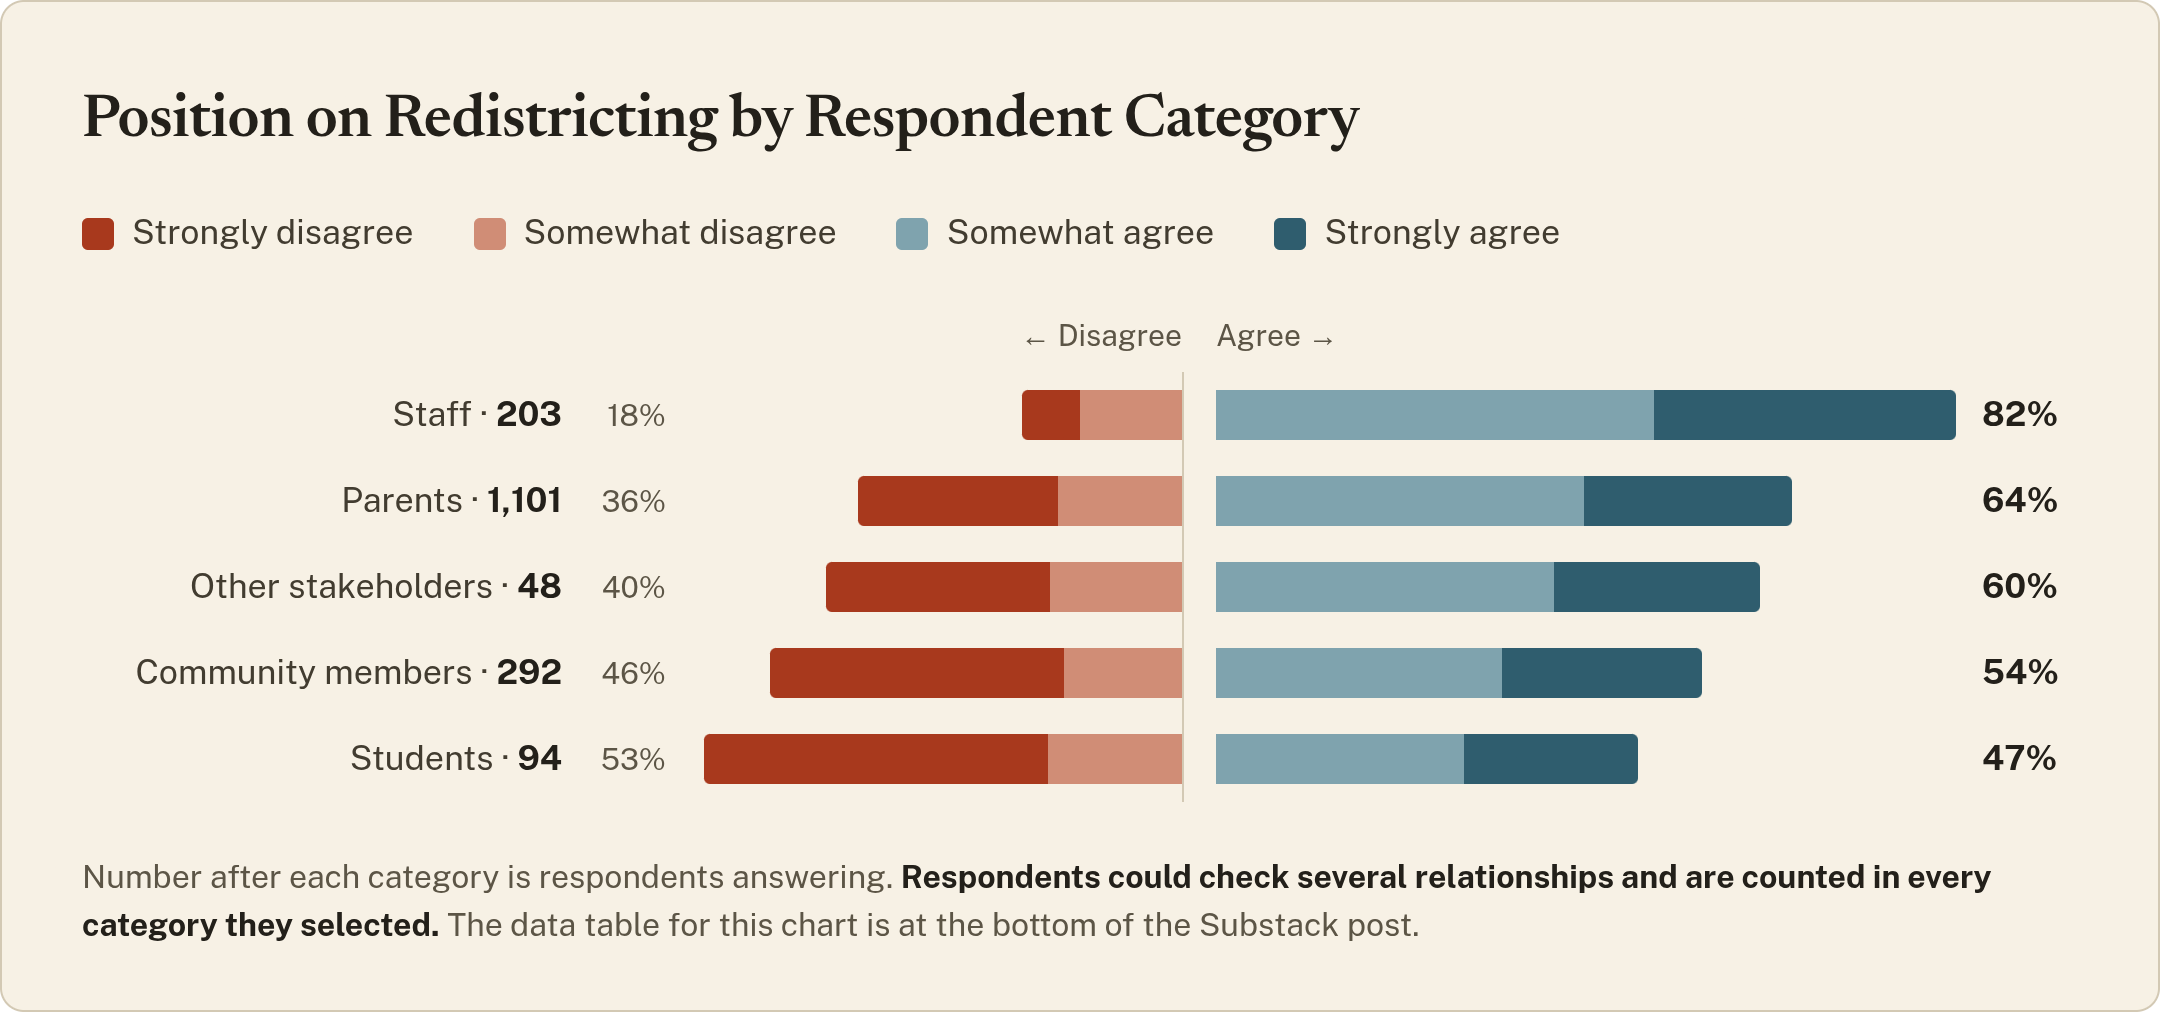 Position on Redistricting by Respondent Category
Strongly disagree Somewhat disagree Somewhat agree Strongly agree
← Disagree Agree →
Staff · 203 18% 82%
Parents · 1,101 36% 64%
Other stakeholders · 48 40% 60%
Community members · 292 46% 54%
Students · 94 53% 47%
Number after each category is respondents answering. Respondents could check several relationships and are counted in every
category they selected. The data table for this chart is at the bottom of the Substack post.